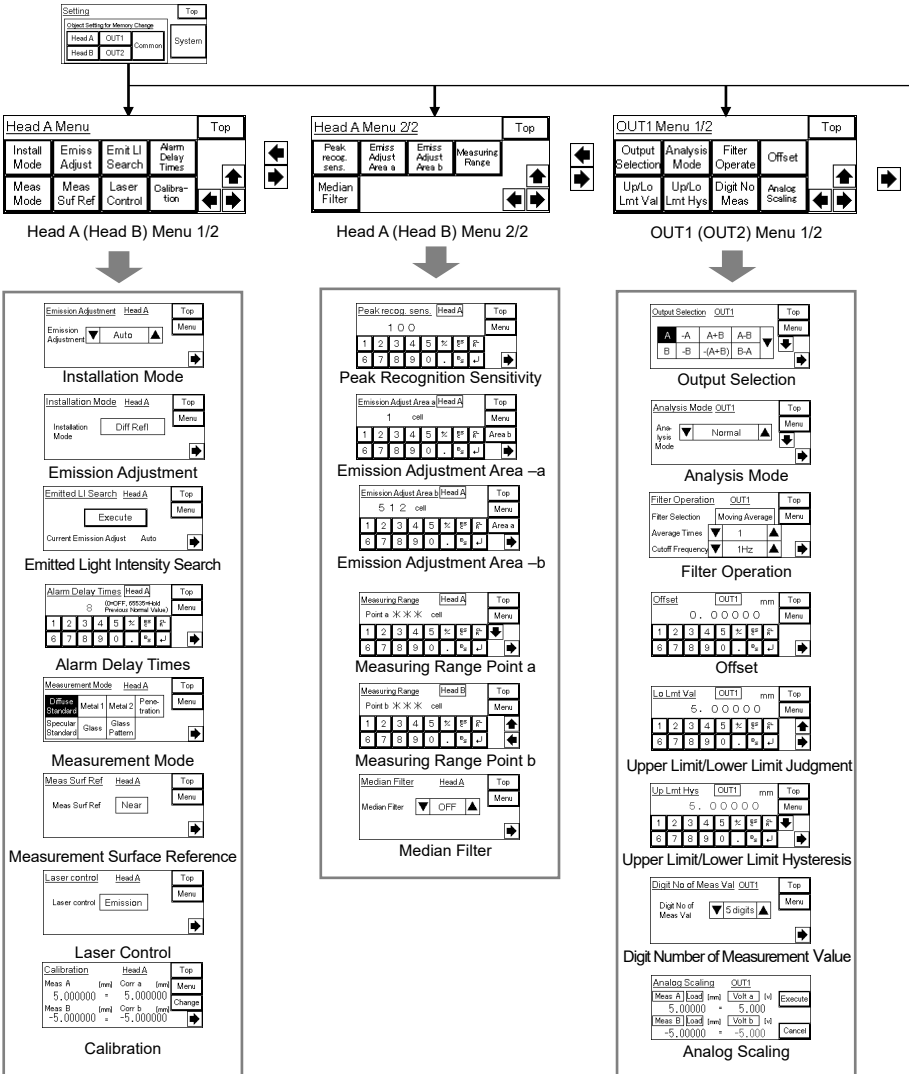 Setting Top
Object Setting for Memory Change
Head A OUT1 Common System
Head B OUT2
Head A Menu Top
Install Mode Emiss Adjust Emit LI Search Alarm Delay Times
Meas Mode Meas Suf Ref Laser Control Calibra-tion
Head A (Head B) Menu 1/2
Head A Menu 2/2 Top
Peak recog. sens. Emiss Adjust Area a Emiss Adjust Area b Measuring Range
Median Filter
Head A (Head B) Menu 2/2
OUT1 Menu 1/2 Top
Output Selection Analysis Mode Filter Operate Offset
Up/Lo Lmt Val Up/Lo Lmt Hys Digit No Meas Analog Scaling
OUT1 (OUT2) Menu 1/2
Emission Adjustment Head A Top
Menu
Emission Adjustment Auto
Installation Mode
Installation Mode Head A Top
Menu
Installation Mode Diff Refl
Emission Adjustment
Emitted LI Search Head A Top
Menu
Execute
Current Emission Adjust Auto
Emitted Light Intensity Search
Alarm Delay Times Head A Top
8 (0=OFF, 65535=Hold Previous Normal Value) Menu
1 2 3 4 5
6 7 8 9 0 .
Alarm Delay Times
Measurement Mode Head A Top
Menu
Diffuse Standard Metal 1 Metal 2 Pene-tration
Specular Standard Glass Glass Pattern
Measurement Mode
Meas Surf Ref Head A Top
Menu
Meas Surf Ref Near
Measurement Surface Reference
Laser control Head A Top
Menu
Laser control Emission
Laser Control
Calibration Head A Top
Meas A [mm] Corr a [mm] Menu
5.000000 = 5.000000
Change
Meas B [mm] Corr b [mm]
-5.000000 = -5.000000
Calibration
Peak recog. sens. Head A Top
100 Menu
1 2 3 4 5
6 7 8 9 0 .
Peak Recognition Sensitivity
Emission Adjust Area a Head A Top
1 cell Menu
1 2 3 4 5 Area b
6 7 8 9 0 .
Emission Adjustment Area –a
Emission Adjust Area b Head A Top
512 cell Menu
1 2 3 4 5 Area a
6 7 8 9 0 .
Emission Adjustment Area –b
Measuring Range Head A Top
Point a ＊＊＊ cell Menu
1 2 3 4 5
6 7 8 9 0 .
Measuring Range Point a
Measuring Range Head B Top
Point b ＊＊＊ cell Menu
1 2 3 4 5
6 7 8 9 0 .
Measuring Range Point b
Median Filter Head A Top
Menu
Median Filter OFF
Median Filter
Output Selection OUT1 Top
Menu
A -A A+B A-B
B -B -(A+B) B-A
Output Selection
Analysis Mode OUT1 Top
Menu
Ana-lysis Mode Normal
Analysis Mode
Filter Operation OUT1 Top
Filter Selection Moving Average Menu
Average Times 1
Cutoff Frequency 1Hz
Filter Operation
Offset OUT1 mm Top
0.00000 Menu
1 2 3 4 5
6 7 8 9 0 .
Offset
Lo Lmt Val OUT1 mm Top
5.00000 Menu
1 2 3 4 5
6 7 8 9 0 .
Upper Limit/Lower Limit Judgment
Up Lmt Hys OUT1 mm Top
5.00000 Menu
1 2 3 4 5
6 7 8 9 0 .
Upper Limit/Lower Limit Hysteresis
Digit No of Meas Val OUT1 Top
Menu
Digit No of Meas Val 5 digits
Digit Number of Measurement Value
Analog Scaling OUT1
Meas A Load [mm] Volt a [v] Execute
5.00000 = 5.000
Meas B Load [mm] Volt b [v]
-5.00000 = -5.000 Cancel
Analog Scaling